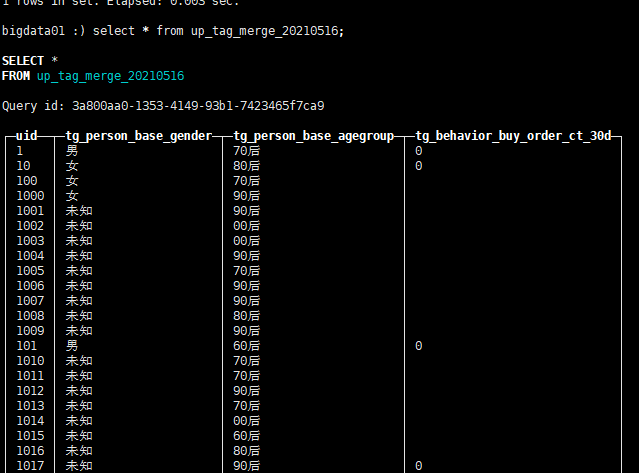 1 rows in set. Elapsed: 0.003 sec.
bigdata01 :) select * from up_tag_merge_20210516;
SELECT *
FROM up_tag_merge_20210516
Query id: 3a800aa0-1353-4149-93b1-7423465f7ca9
uid tg_person_base_gender tg_person_base_agegroup tg_behavior_buy_order_ct_30d
1 男 70后 0
10 女 80后 0
100 女 70后
1000 女 90后
1001 未知 90后
1002 未知 00后
1003 未知 00后
1004 未知 90后
1005 未知 70后
1006 未知 90后
1007 未知 90后
1008 未知 80后
1009 未知 90后
101 男 60后 0
1010 未知 70后
1011 未知 70后
1012 未知 90后
1013 未知 70后
1014 未知 00后
1015 未知 60后
1016 未知 80后
1017 未知 90后 0